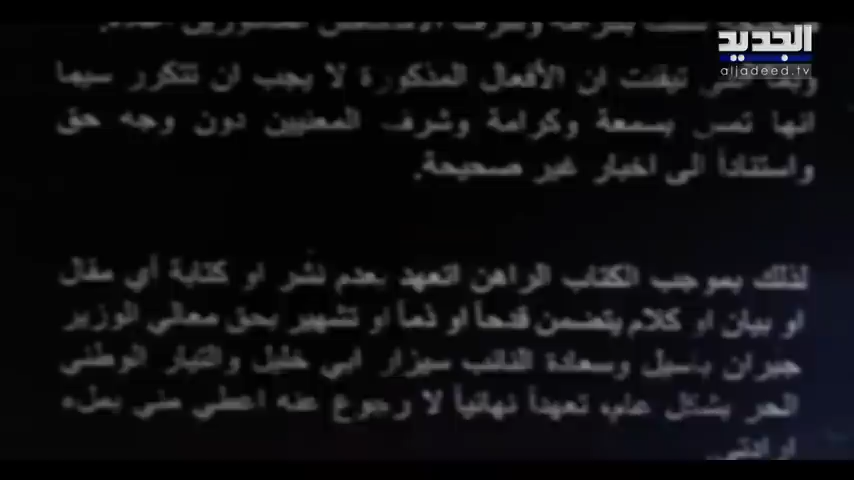 الجديد
aljadeed.tv
تيقنت ان الأفعال المذكورة لا يجب ان تتكرر سيما
انها تمس بسمعة وكرامة وشرف المعنيين دون وجه حق
واستناداً الى اخبار غير صحيحة.
لذلك بموجب الكتاب الراهن اتعهد بعدم نشر او كتابة أي مقال
او بيان او كلام يتضمن قدحاً او ذماً او تشهير بحق معالي الوزير
جبران باسيل وسعادة النائب سيزار ابي خليل والتيار الوطني
الحر بشكل عام، تعهداً نهائياً لا رجوع عنه اعطي مني بملء
ارادتي.